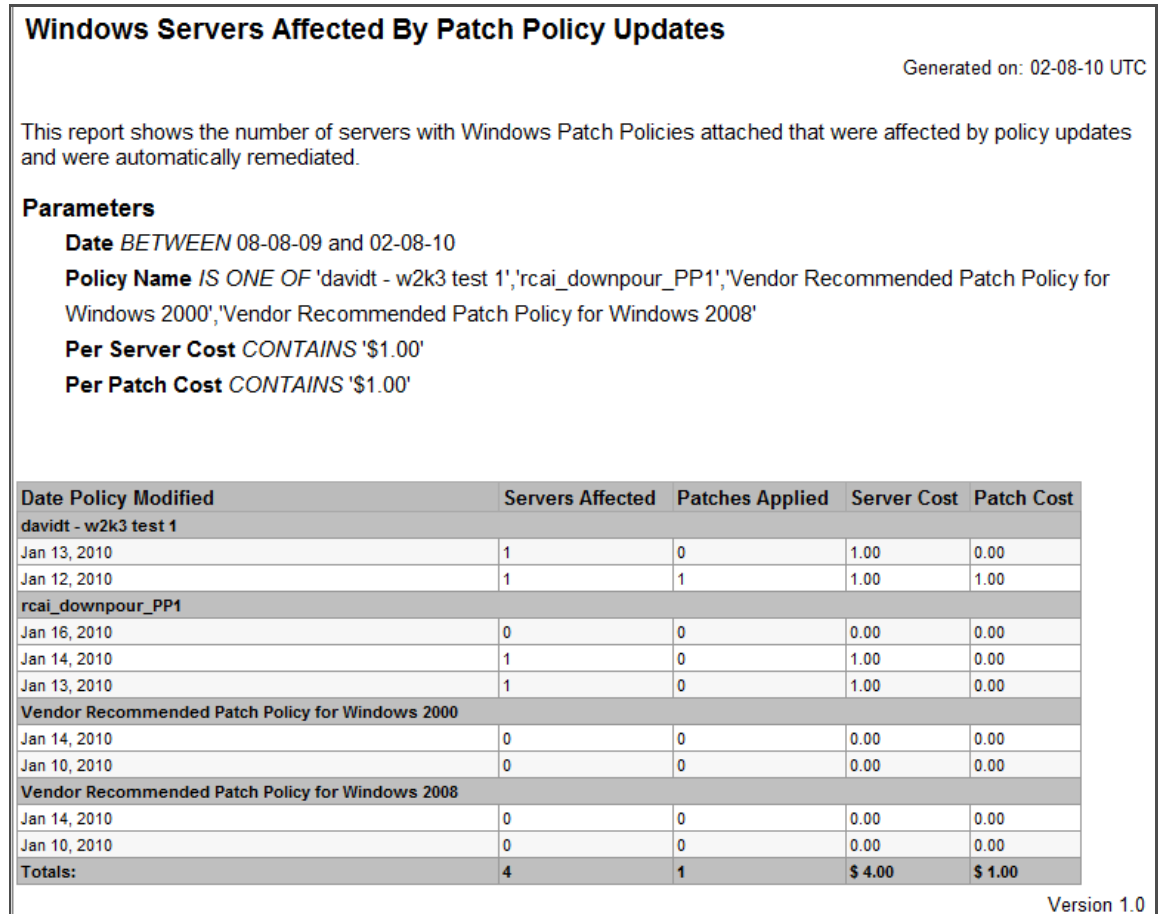 Windows Servers Affected By Patch Policy Updates
Generated on: 02-08-10 UTC
This report shows the number of servers with Windows Patch Policies attached that were affected by policy updates
and were automatically remediated.
Parameters
Date BETWEEN 08-08-09 and 02-08-10
Policy Name IS ONE OF 'davidt - w2k3 test 1','rcai_downpour_PP1','Vendor Recommended Patch Policy for
Windows 2000','Vendor Recommended Patch Policy for Windows 2008'
Per Server Cost CONTAINS '$1.00'
Per Patch Cost CONTAINS '$1.00'
Date Policy Modified Servers Affected Patches Applied Server Cost Patch Cost
davidt - w2k3 test 1
Jan 13, 2010 1 0 1.00 0.00
Jan 12, 2010 1 1 1.00 1.00
rcai_downpour_PP1
Jan 16, 2010 0 0 0.00 0.00
Jan 14, 2010 1 0 1.00 0.00
Jan 13, 2010 1 0 1.00 0.00
Vendor Recommended Patch Policy for Windows 2000
Jan 14, 2010 0 0 0.00 0.00
Jan 10, 2010 0 0 0.00 0.00
Vendor Recommended Patch Policy for Windows 2008
Jan 14, 2010 0 0 0.00 0.00
Jan 10, 2010 0 0 0.00 0.00
Totals: 4 1 $ 4.00 $ 1.00
Version 1.0